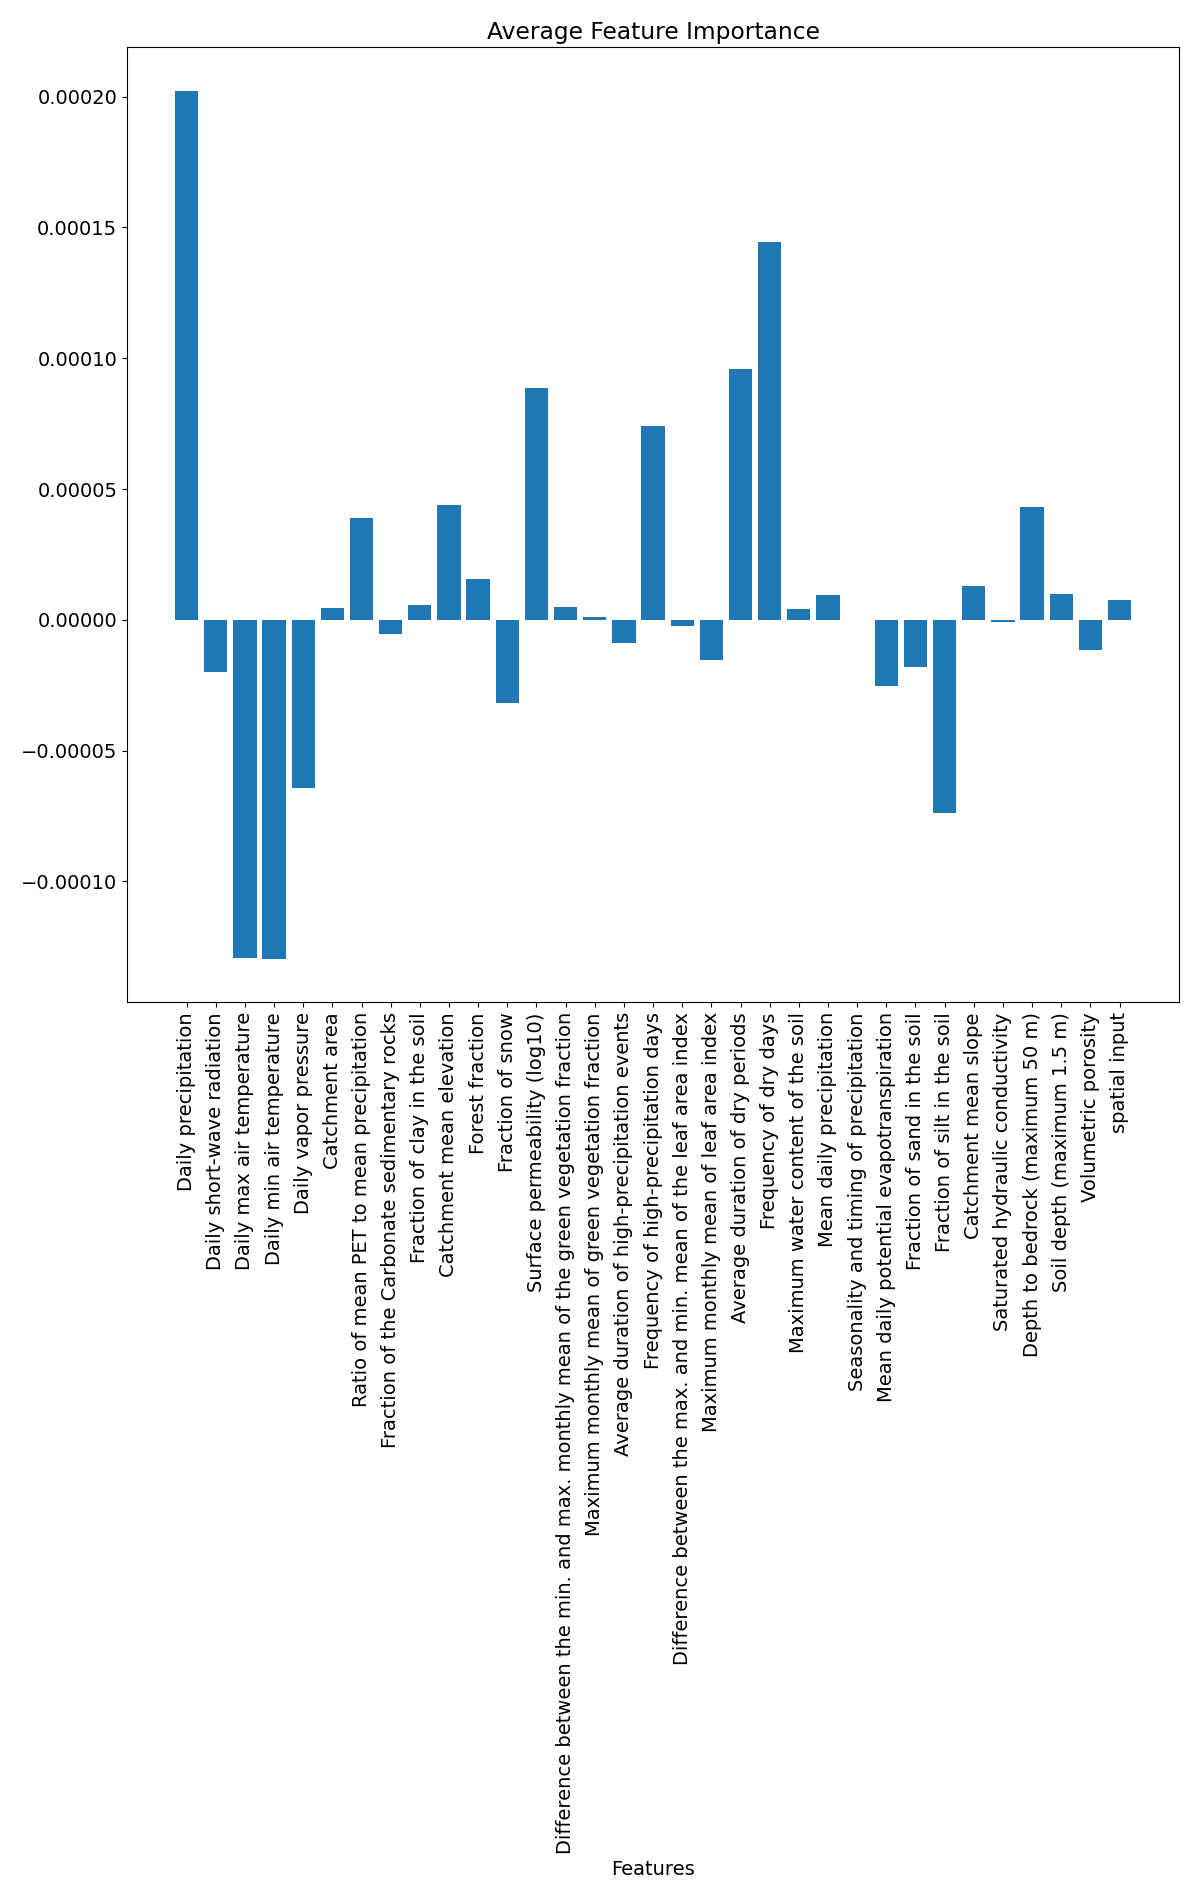 Average Feature Importance
0.00020
0.00015
0.00010
0.00005
0.00000
−0.00005
−0.00010
Daily precipitation
Daily short-wave radiation
Daily max air temperature
Daily min air temperature
Daily vapor pressure
Catchment area
Ratio of mean PET to mean precipitation
Fraction of the Carbonate sedimentary rocks
Fraction of clay in the soil
Catchment mean elevation
Forest fraction
Fraction of snow
Surface permeability (log10)
Difference between the min. and max. monthly mean of the green vegetation fraction
Maximum monthly mean of green vegetation fraction
Average duration of high-precipitation events
Frequency of high-precipitation days
Difference between the max. and min. mean of the leaf area index
Maximum monthly mean of leaf area index
Average duration of dry periods
Frequency of dry days
Maximum water content of the soil
Mean daily precipitation
Seasonality and timing of precipitation
Mean daily potential evapotranspiration
Fraction of sand in the soil
Fraction of silt in the soil
Catchment mean slope
Saturated hydraulic conductivity
Depth to bedrock (maximum 50 m)
Soil depth (maximum 1.5 m)
Volumetric porosity
spatial input
Features